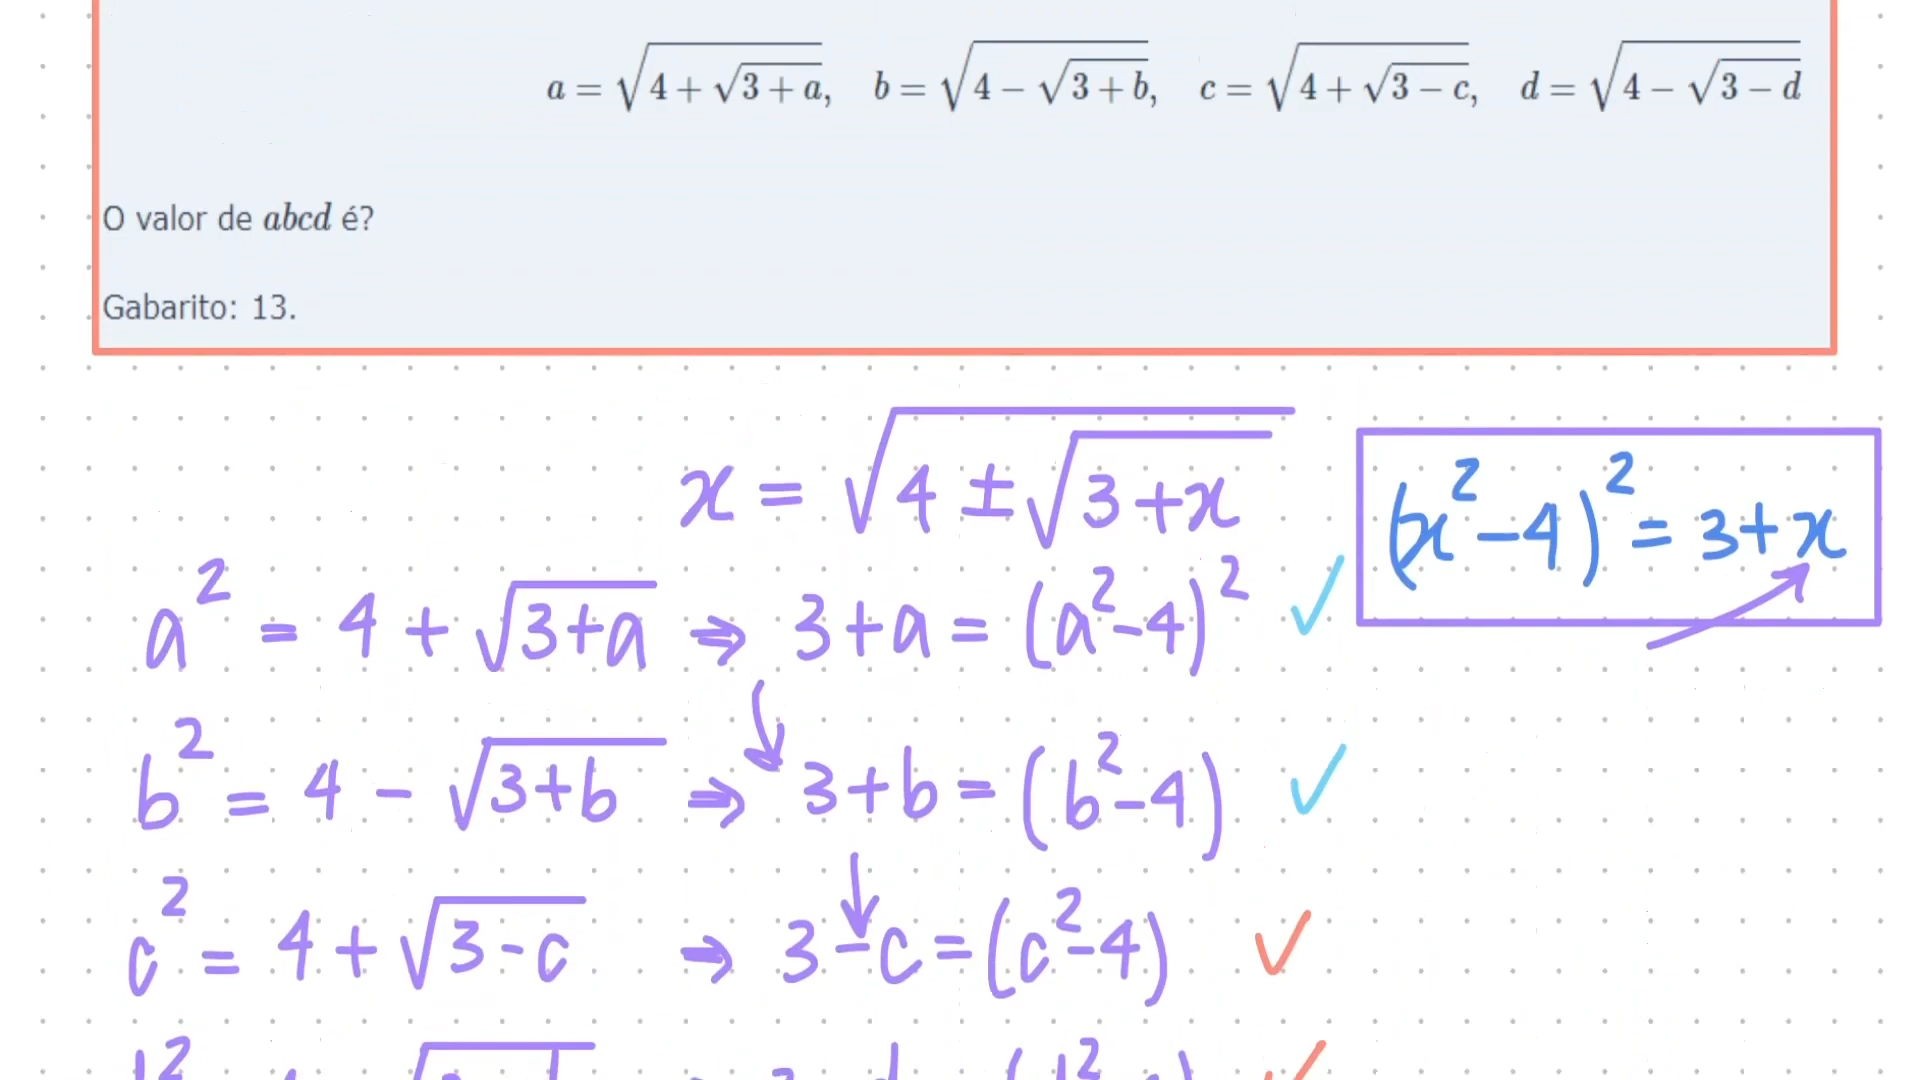 a = √(4 + √(3 + a)), b = √(4 − √(3 + b)), c = √(4 + √(3 − c)), d = √(4 − √(3 − d))
O valor de abcd é?
Gabarito: 13.
x = √(4 ± √(3 + x))
(x² − 4)² = 3 + x
a² = 4 + √(3 + a) ⇒ 3 + a = (a² − 4)² ✓
b² = 4 − √(3 + b) ⇒ 3 + b = (b² − 4) ✓
c² = 4 + √(3 − c) ⇒ 3 − c = (c² − 4) ✓